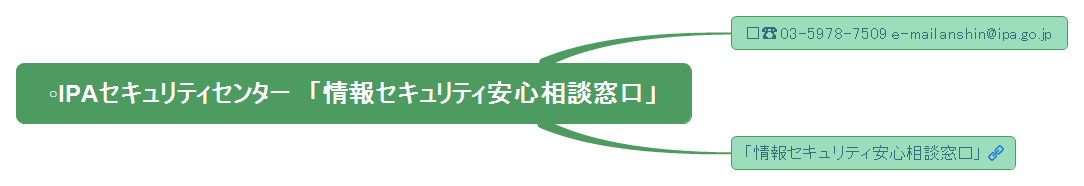 □☎03-5978-7509 e-mailanshin@ipa.go.jp
◦IPAセキュリティセンター 「情報セキュリティ安心相談窓口」
「情報セキュリティ安心相談窓口」